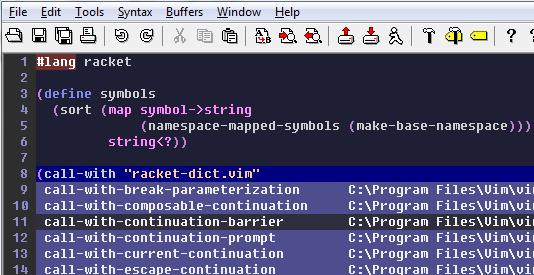 File Edit Tools Syntax Buffers Window Help
1 #lang racket
2
3 (define symbols
4 (sort (map symbol->string
5 (namespace-mapped-symbols (make-base-namespace)))
6 string<?))
7
8 (call-with "racket-dict.vim"
9 call-with-break-parameterization C:\Program Files\Vim\vi
10 call-with-composable-continuation C:\Program Files\Vim\vi
11 call-with-continuation-barrier C:\Program Files\Vim\vi
12 call-with-continuation-prompt C:\Program Files\Vim\vi
13 call-with-current-continuation C:\Program Files\Vim\vi
14 call-with-escape-continuation C:\Program Files\Vim\vi